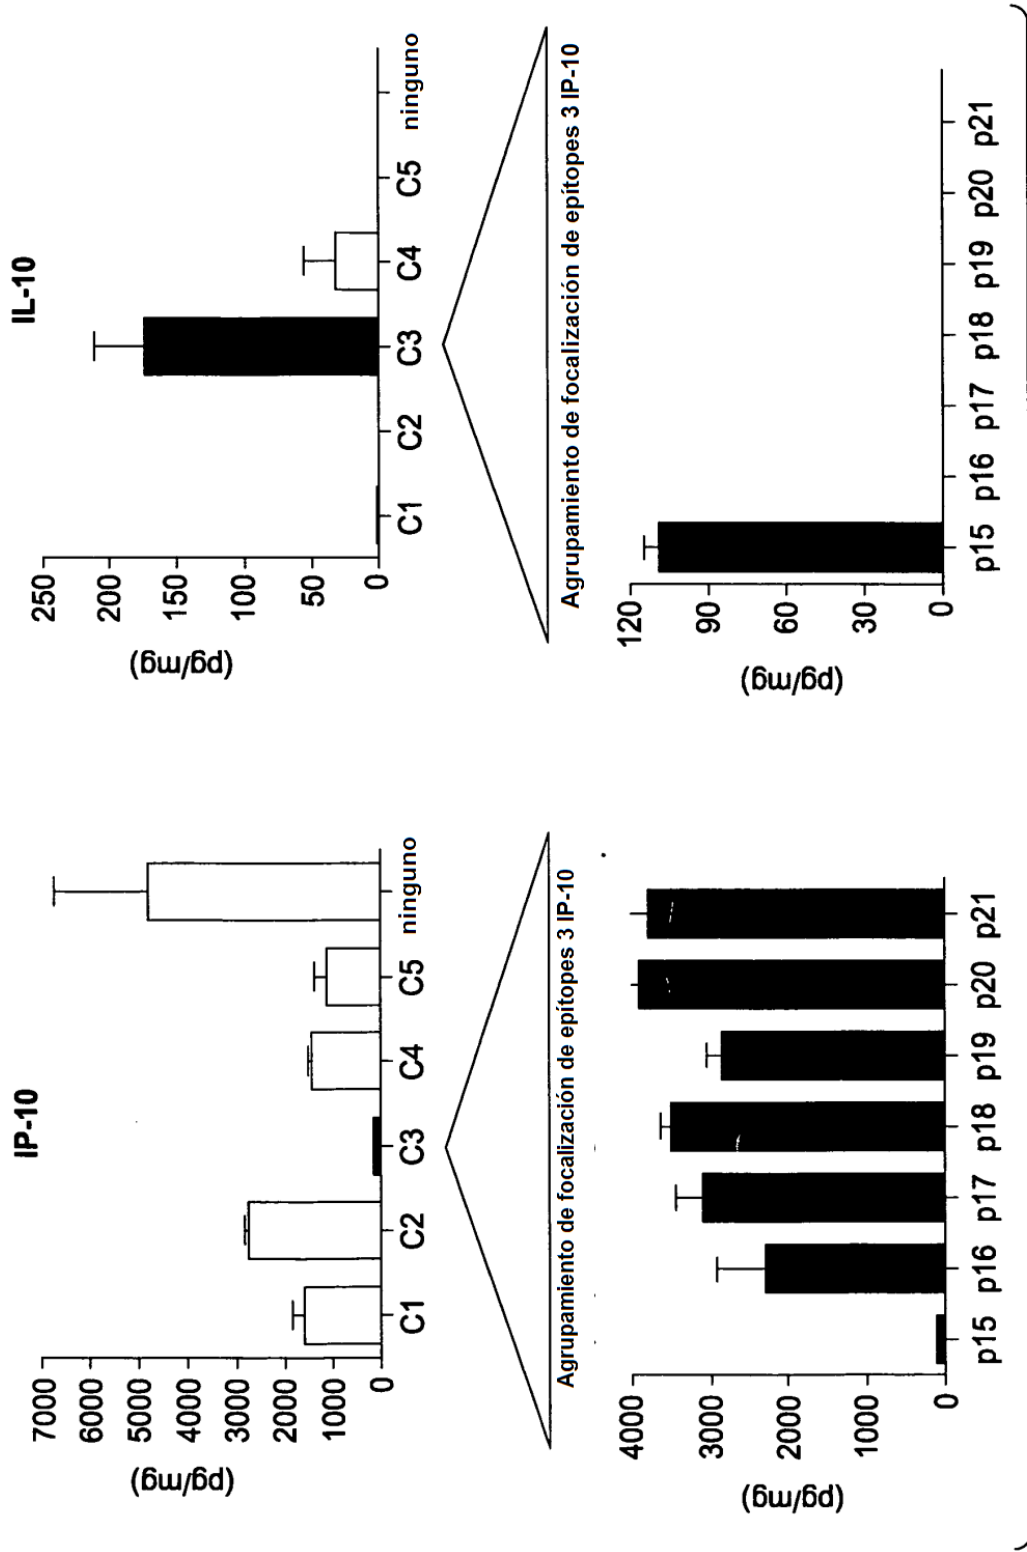 IP-10
(pg/mg)
7000
6000
5000
4000
3000
2000
1000
0
C1 C2 C3 C4 C5 ninguno
Agrupamiento de focalización de epítopes 3 IP-10
(pg/mg)
4000
3000
2000
1000
0
p15 p16 p17 p18 p19 p20 p21
IL-10
(pg/mg)
250
200
150
100
50
0
C1 C2 C3 C4 C5 ninguno
Agrupamiento de focalización de epítopes 3 IP-10
(pg/mg)
120
90
60
30
0
p15 p16 p17 p18 p19 p20 p21